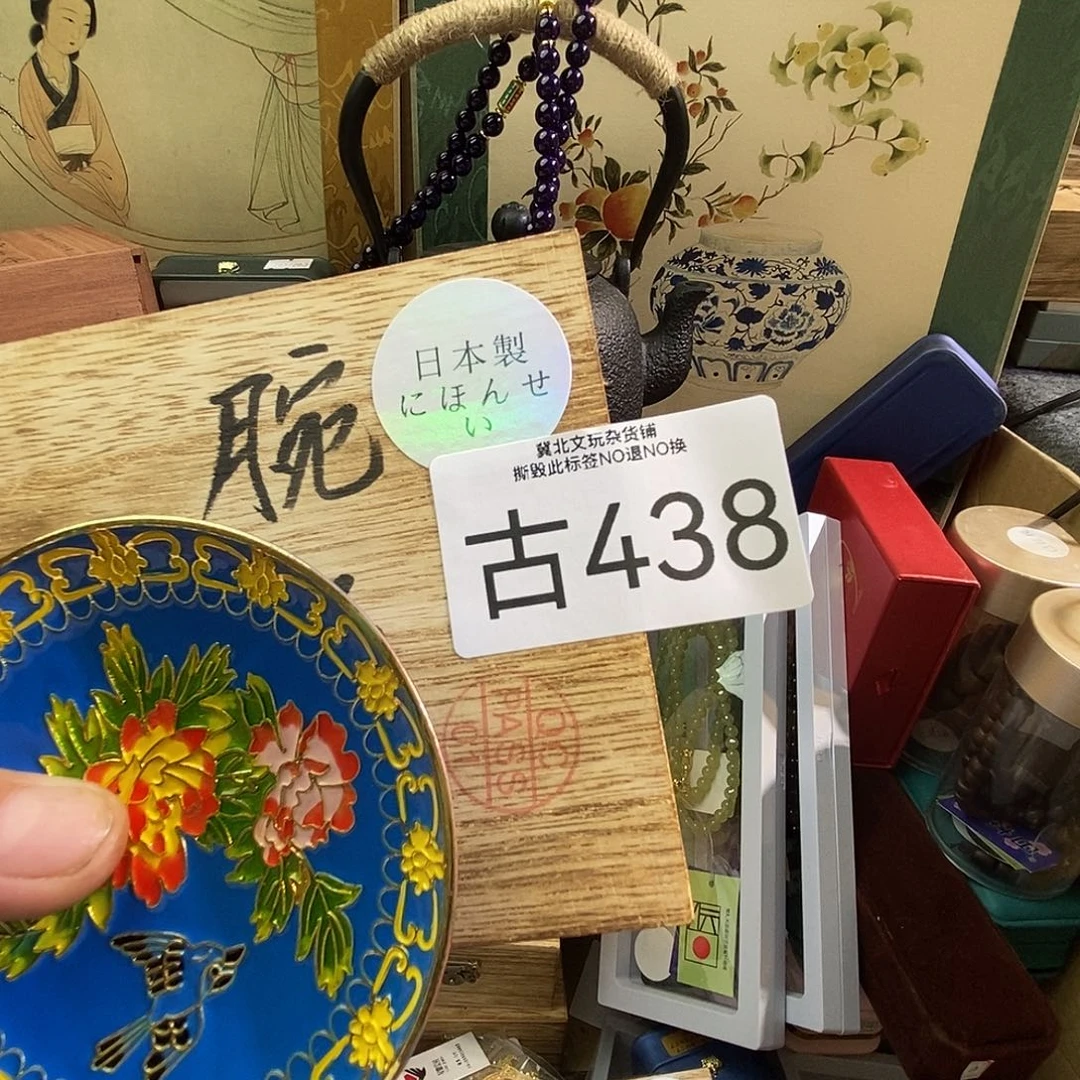 日本製
にほんせ
い
腕
冀北文玩杂货铺
撕毁此标签NO退NO换
古438